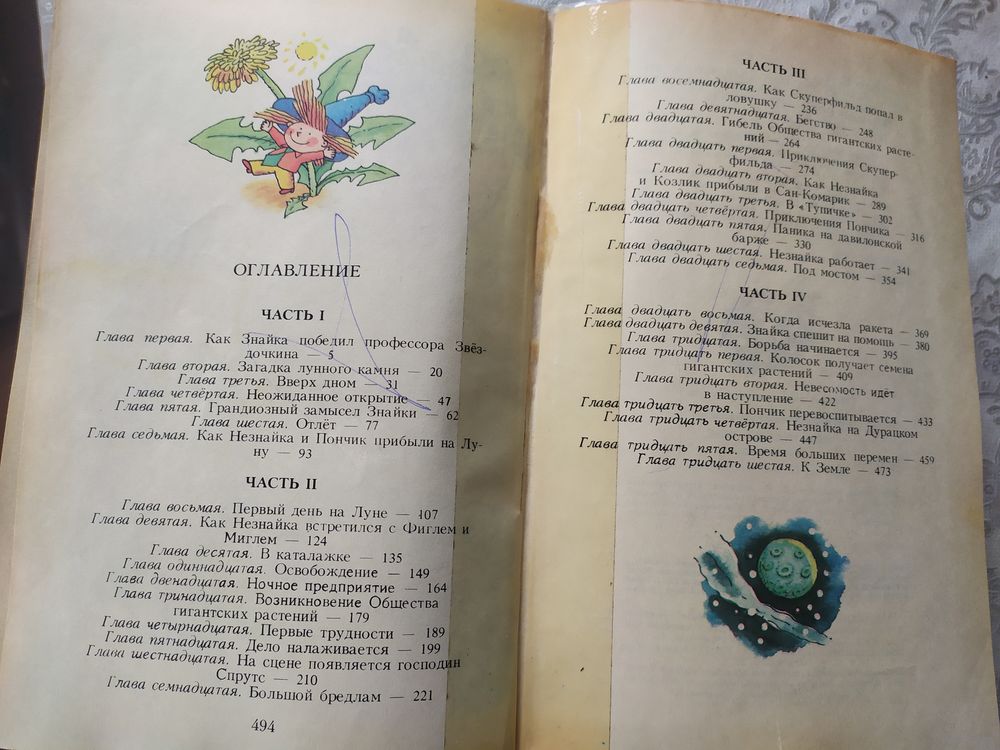 ОГЛАВЛЕНИЕ
ЧАСТЬ I
Глава первая. Как Знайка победил профессора Звёз-
дочкина — 5
Глава вторая. Загадка лунного камня — 20
Глава третья. Вверх дном — 31
Глава четвёртая. Неожиданное открытие — 47
Глава пятая. Грандиозный замысел Знайки — 62
Глава шестая. Отлёт — 77
Глава седьмая. Как Незнайка и Пончик прибыли на Лу-
ну — 93
ЧАСТЬ II
Глава восьмая. Первый день на Луне — 107
Глава девятая. Как Незнайка встретился с Фиглем и
Миглем — 124
Глава десятая. В каталажке — 135
Глава одиннадцатая. Освобождение — 149
Глава двенадцатая. Ночное предприятие — 164
Глава тринадцатая. Возникновение Общества
гигантских растений — 179
Глава четырнадцатая. Первые трудности — 189
Глава пятнадцатая. Дело налаживается — 199
Глава шестнадцатая. На сцене появляется господин
Спрутс — 210
Глава семнадцатая. Большой бредлам — 221
494
ЧАСТЬ III
Глава восемнадцатая. Как Скуперфильд попал в
ловушку — 236
Глава девятнадцатая. Бегство — 248
Глава двадцатая. Гибель Общества гигантских расте-
ний — 264
Глава двадцать первая. Приключения Скупер-
фильда — 274
Глава двадцать вторая. Как Незнайка
и Козлик прибыли в Сан-Комарик — 289
Глава двадцать третья. В «Тупичке» — 302
Глава двадцать четвёртая. Приключения Пончика — 316
Глава двадцать пятая. Паника на давилонской
барже — 330
Глава двадцать шестая. Незнайка работает — 341
Глава двадцать седьмая. Под мостом — 354
ЧАСТЬ IV
Глава двадцать восьмая. Когда исчезла ракета — 369
Глава двадцать девятая. Знайка спешит на помощь — 380
Глава тридцатая. Борьба начинается — 395
Глава тридцать первая. Колосок получает семена
гигантских растений — 409
Глава тридцать вторая. Невесомость идёт
в наступление — 422
Глава тридцать третья. Пончик перевоспитывается — 433
Глава тридцать четвёртая. Незнайка на Дурацком
острове — 447
Глава тридцать пятая. Время больших перемен — 459
Глава тридцать шестая. К Земле — 473